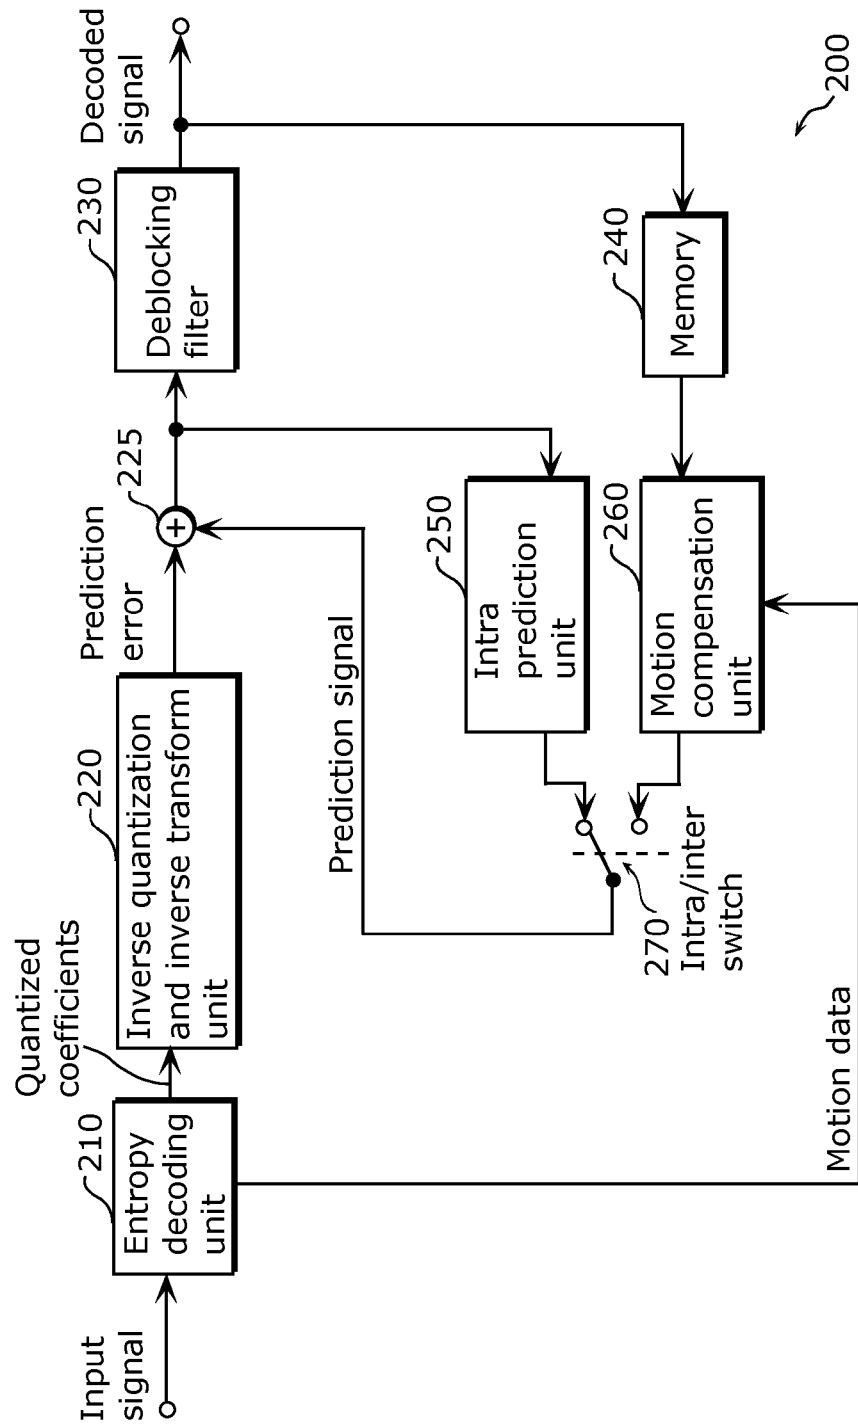 Input
signal
210
Entropy
decoding
unit
Quantized
coefficients
220
Inverse quantization
and inverse transform
unit
Prediction
error
225
230
Deblocking
filter
Decoded
signal
Prediction signal
250
Intra
prediction
unit
260
Motion
compensation
unit
240
Memory
270
Intra/inter
switch
Motion data
200